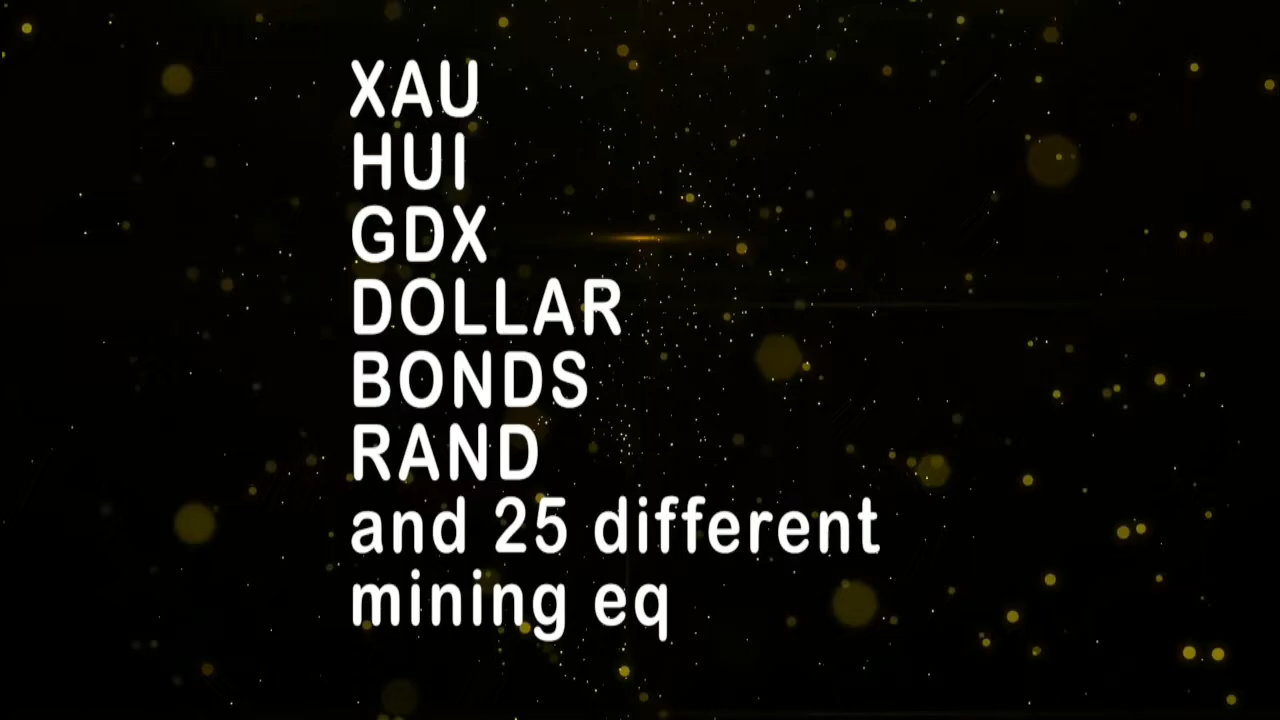 XAU
HUI
GDX
DOLLAR
BONDS
RAND
and 25 different
mining eq